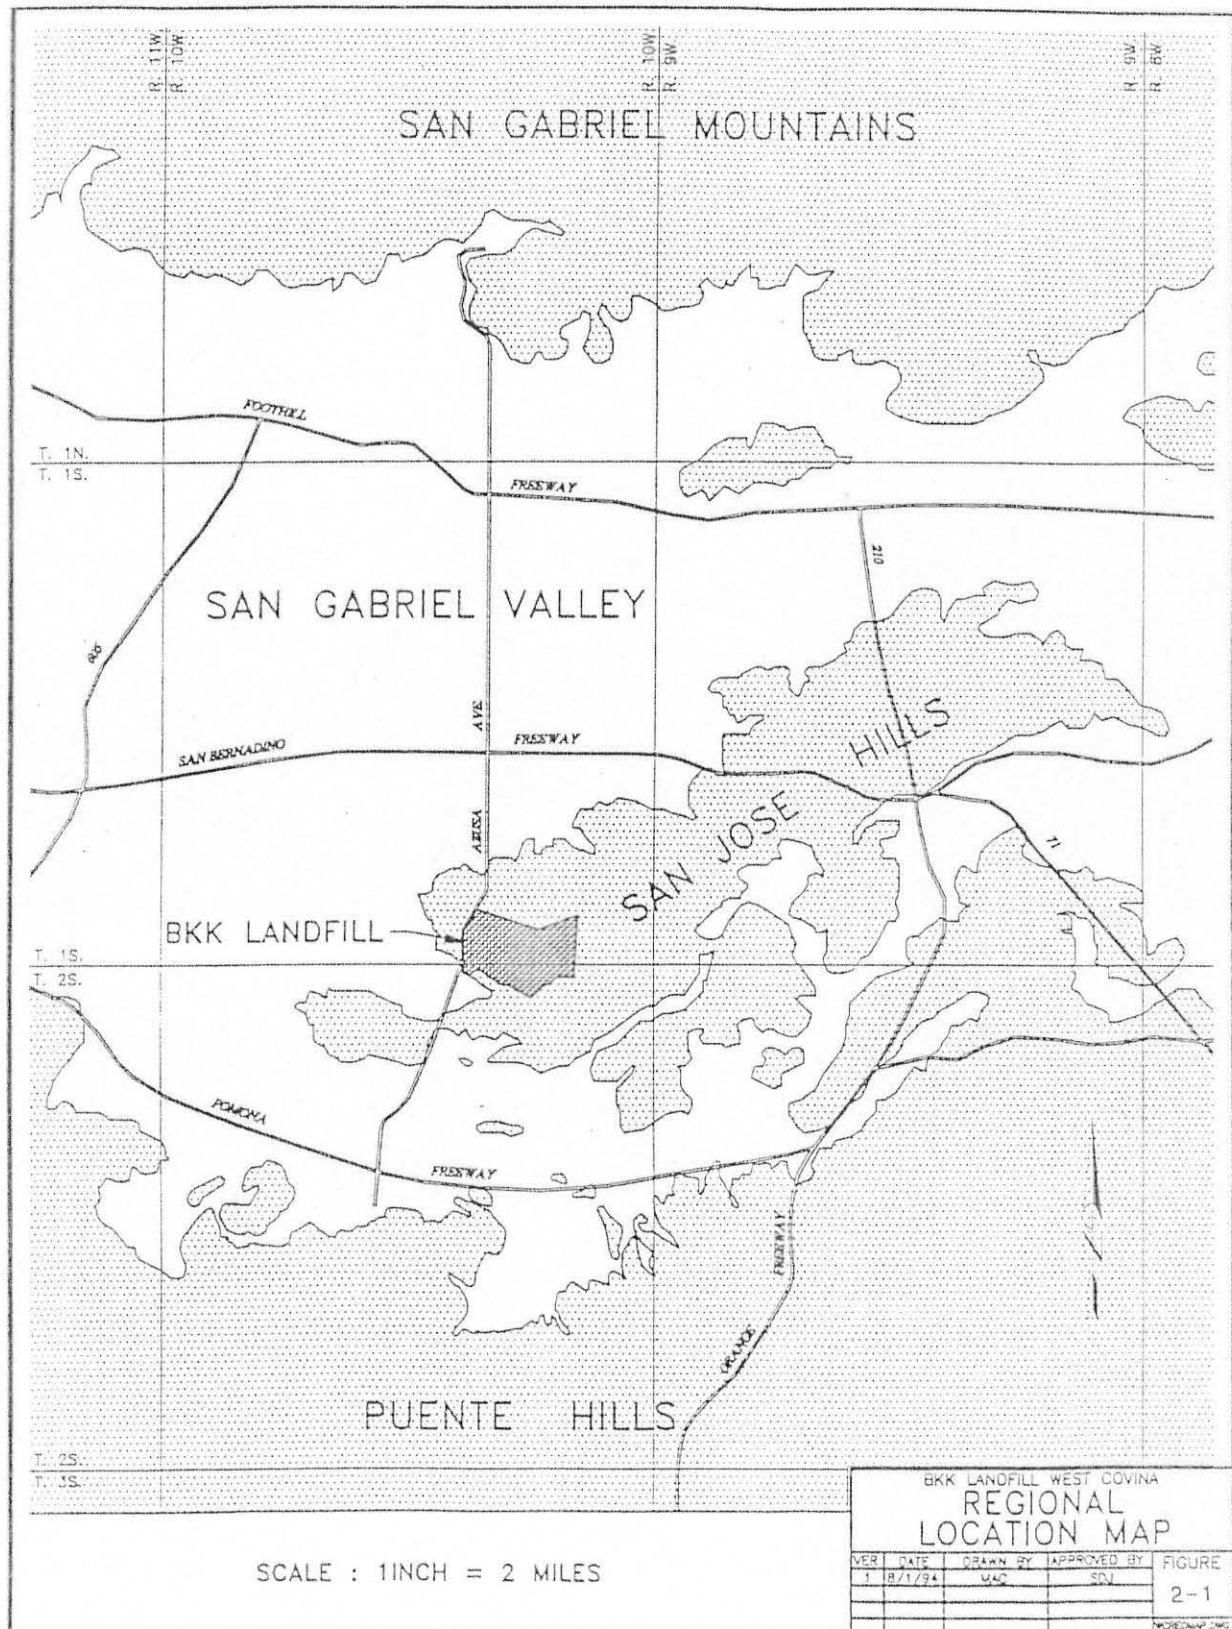 R. 11W
R. 10W
R. 10W
R. 9W
R. 9W
R. 8W
SAN GABRIEL MOUNTAINS
FOOTHILL
T. 1N.
T. 1S.
FREEWAY
210
SAN GABRIEL VALLEY
605
AVE
HILLS
SAN BERNADINO
FREEWAY
AZUSA
SAN JOSE
71
BKK LANDFILL
T. 1S.
T. 2S.
POMONA
FREEWAY
FREEWAY
ORANGE
PUENTE HILLS
T. 2S.
T. 3S.
SCALE : 1INCH = 2 MILES
BKK LANDFILL WEST COVINA
REGIONAL
LOCATION MAP
VER DATE DRAWN BY APPROVED BY FIGURE
1 8/1/94 MAC SDJ
2-1